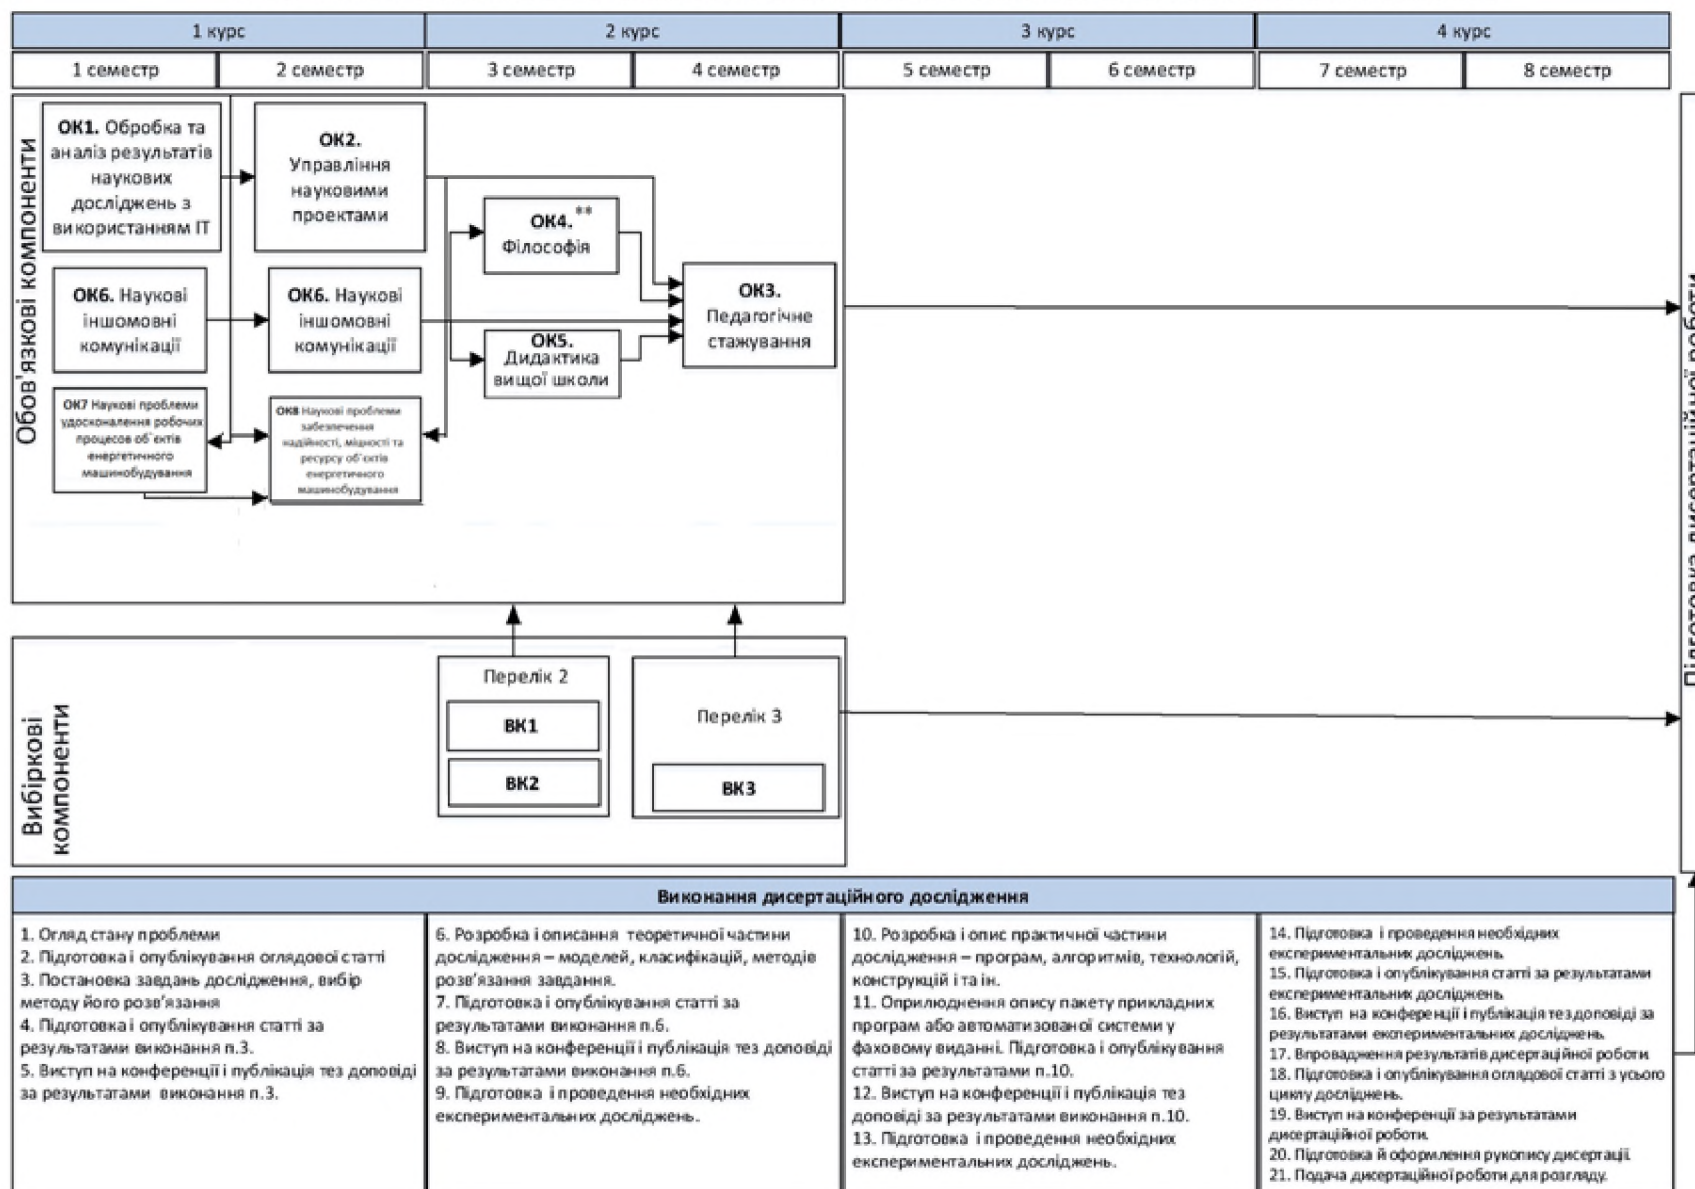 1 курс
2 курс
3 курс
4 курс
1 семестр
2 семестр
3 семестр
4 семестр
5 семестр
6 семестр
7 семестр
8 семестр
Обов'язкові компоненти
ОК1. Обробка та
аналіз результатів
наукових
досліджень з
використанням ІТ
ОК2.
Управління
науковими
проектами
ОК4.**
Філософія
ОК6. Наукові
іншомовні
комунікації
ОК6. Наукові
іншомовні
комунікації
ОК5.
Дидактика
вищої школи
ОК3.
Педагогічне
стажування
ОК7 Наукові проблеми
удосконалення робочих
процесів об`єктів
енергетичного
машинобудування
ОК8 Наукові проблеми
забезпечення
надійності, міцності та
ресурсу об`єктів
енергетичного
машинобудування
Підготовка дисертаційної роботи
Вибіркові
компоненти
Перелік 2
ВК1
ВК2
Перелік 3
ВК3
Виконання дисертаційного дослідження
1. Огляд стану проблеми
2. Підготовка і опублікування оглядової статті
3. Постановка завдань дослідження, вибір
методу його розв'язання
4. Підготовка і опублікування статті за
результатами виконання п.3.
5. Виступ на конференції і публікація тез доповіді
за результатами виконання п.3.
6. Розробка і описання теоретичної частини
дослідження – моделей, класифікацій, методів
розв'язання завдання.
7. Підготовка і опублікування статті за
результатами виконання п.6.
8. Виступ на конференції і публікація тез доповіді
за результатами виконання п.6.
9. Підготовка і проведення необхідних
експериментальних досліджень.
10. Розробка і опис практичної частини
дослідження – програм, алгоритмів, технологій,
конструкцій і та ін.
11. Оприлюднення опису пакету прикладних
програм або автоматизованої системи у
фаховому виданні. Підготовка і опублікування
статті за результати п.10.
12. Виступ на конференції і публікація тез
доповіді за результатами виконання п.10.
13. Підготовка і проведення необхідних
експериментальних досліджень.
14. Підготовка і проведення необхідних
експериментальних досліджень.
15. Підготовка і опублікування статті за результатами
експериментальних досліджень.
16. Виступ на конференції і публікація тез доповіді за
результатами експериментальних досліджень.
17. Впровадження результатів дисертаційної роботи.
18. Підготовка і опублікування оглядової статті з усього
циклу досліджень.
19. Виступ на конференції за результатами
дисертаційної роботи.
20. Підготовка й оформлення рукопису дисертації.
21. Подача дисертаційної роботи для розгляду.